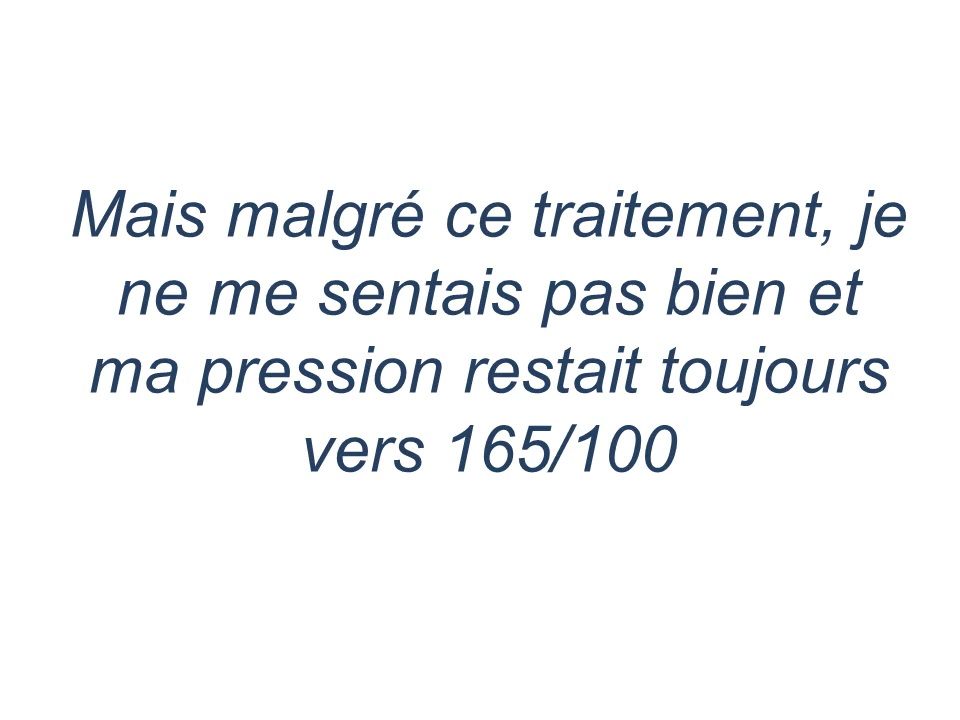 Mais malgré ce traitement, je
ne me sentais pas bien et
ma pression restait toujours
vers 165/100